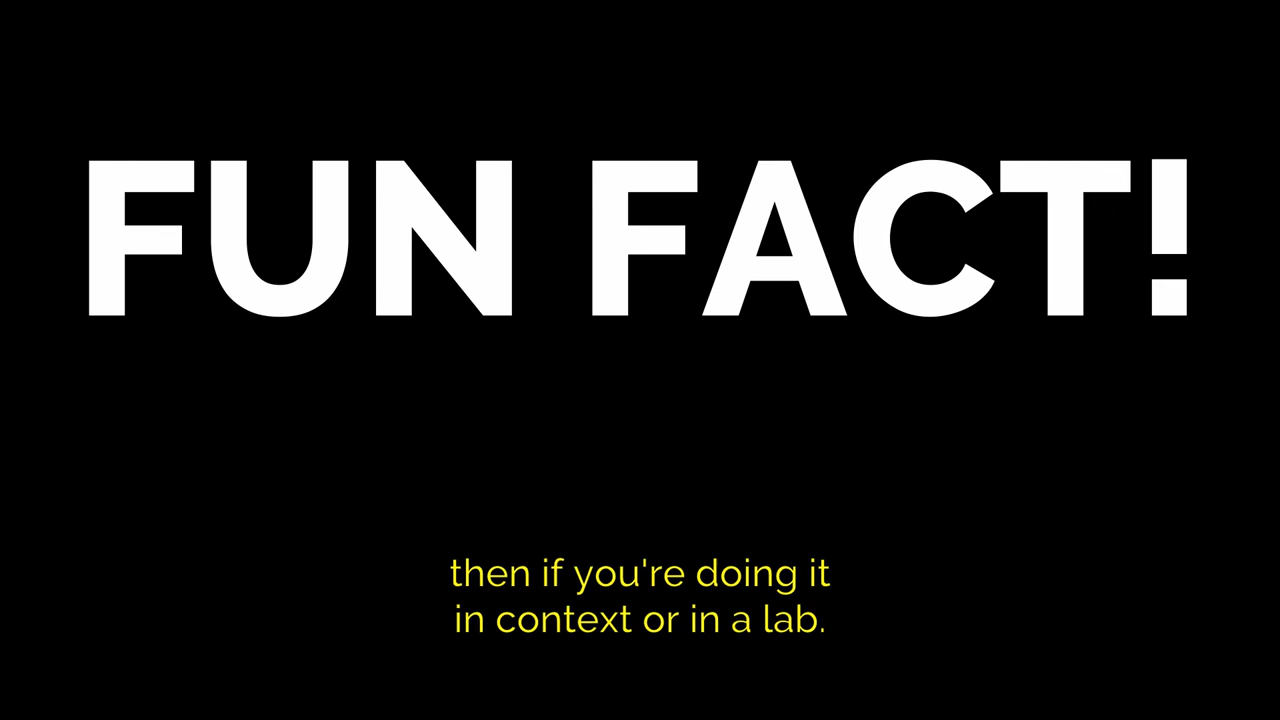 FUN FACT!
then if you're doing it
in context or in a lab.